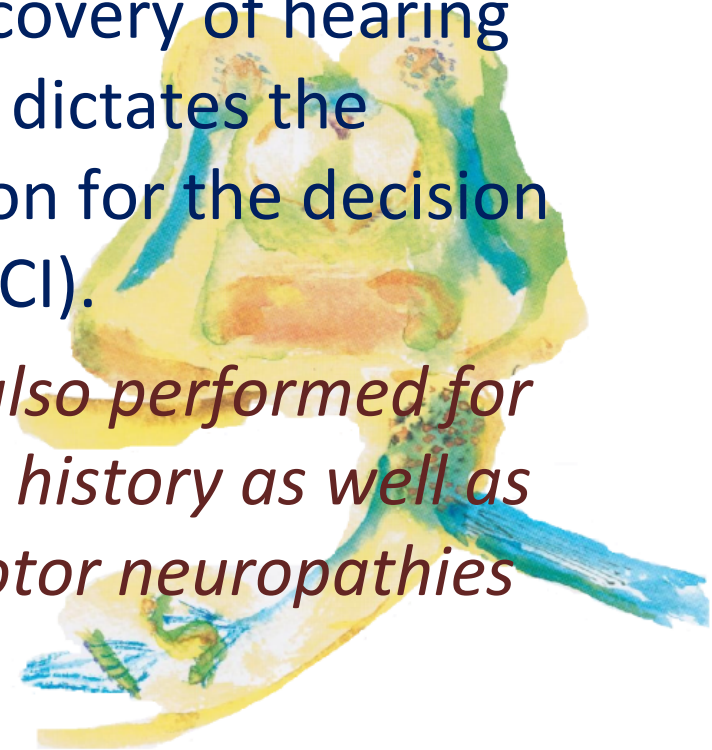 covery of hearing
dictates the
on for the decision
CI).
also performed for
history as well as
otor neuropathies